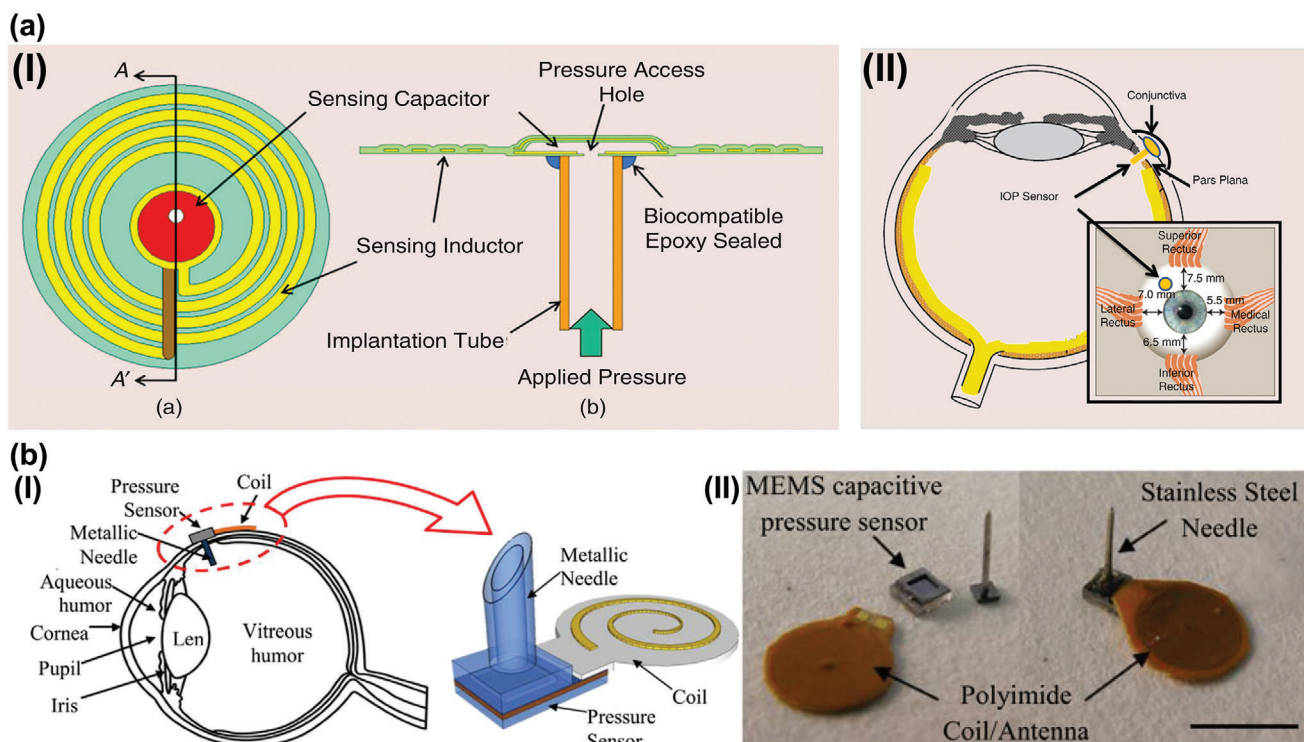 (a)
(I)
A
Sensing Capacitor
Pressure Access
Hole
Sensing Inductor
Biocompatible
Epoxy Sealed
Implantation Tube
Applied Pressure
A′
(a)
(b)
(II)
Conjunctiva
Pars Plana
IOP Sensor
Superior
Rectus
7.5 mm
7.0 mm
5.5 mm
Lateral
Rectus
Medical
Rectus
6.5 mm
Inferior
Rectus
(b)
(I)
Pressure
Sensor
Coil
Metallic
Needle
Aqueous
humor
Cornea
Pupil
Iris
Len
Vitreous
humor
Metallic
Needle
Coil
Pressure
Sensor
(II)
MEMS capacitive
pressure sensor
Stainless Steel
Needle
Polyimide
Coil/Antenna